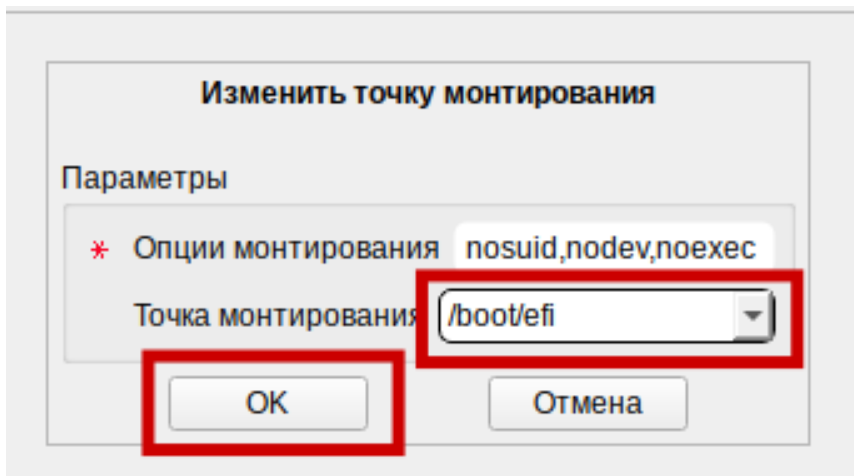 Изменить точку монтирования
Параметры
* Опции монтирования nosuid,nodev,noexec
Точка монтирования /boot/efi
OK Отмена